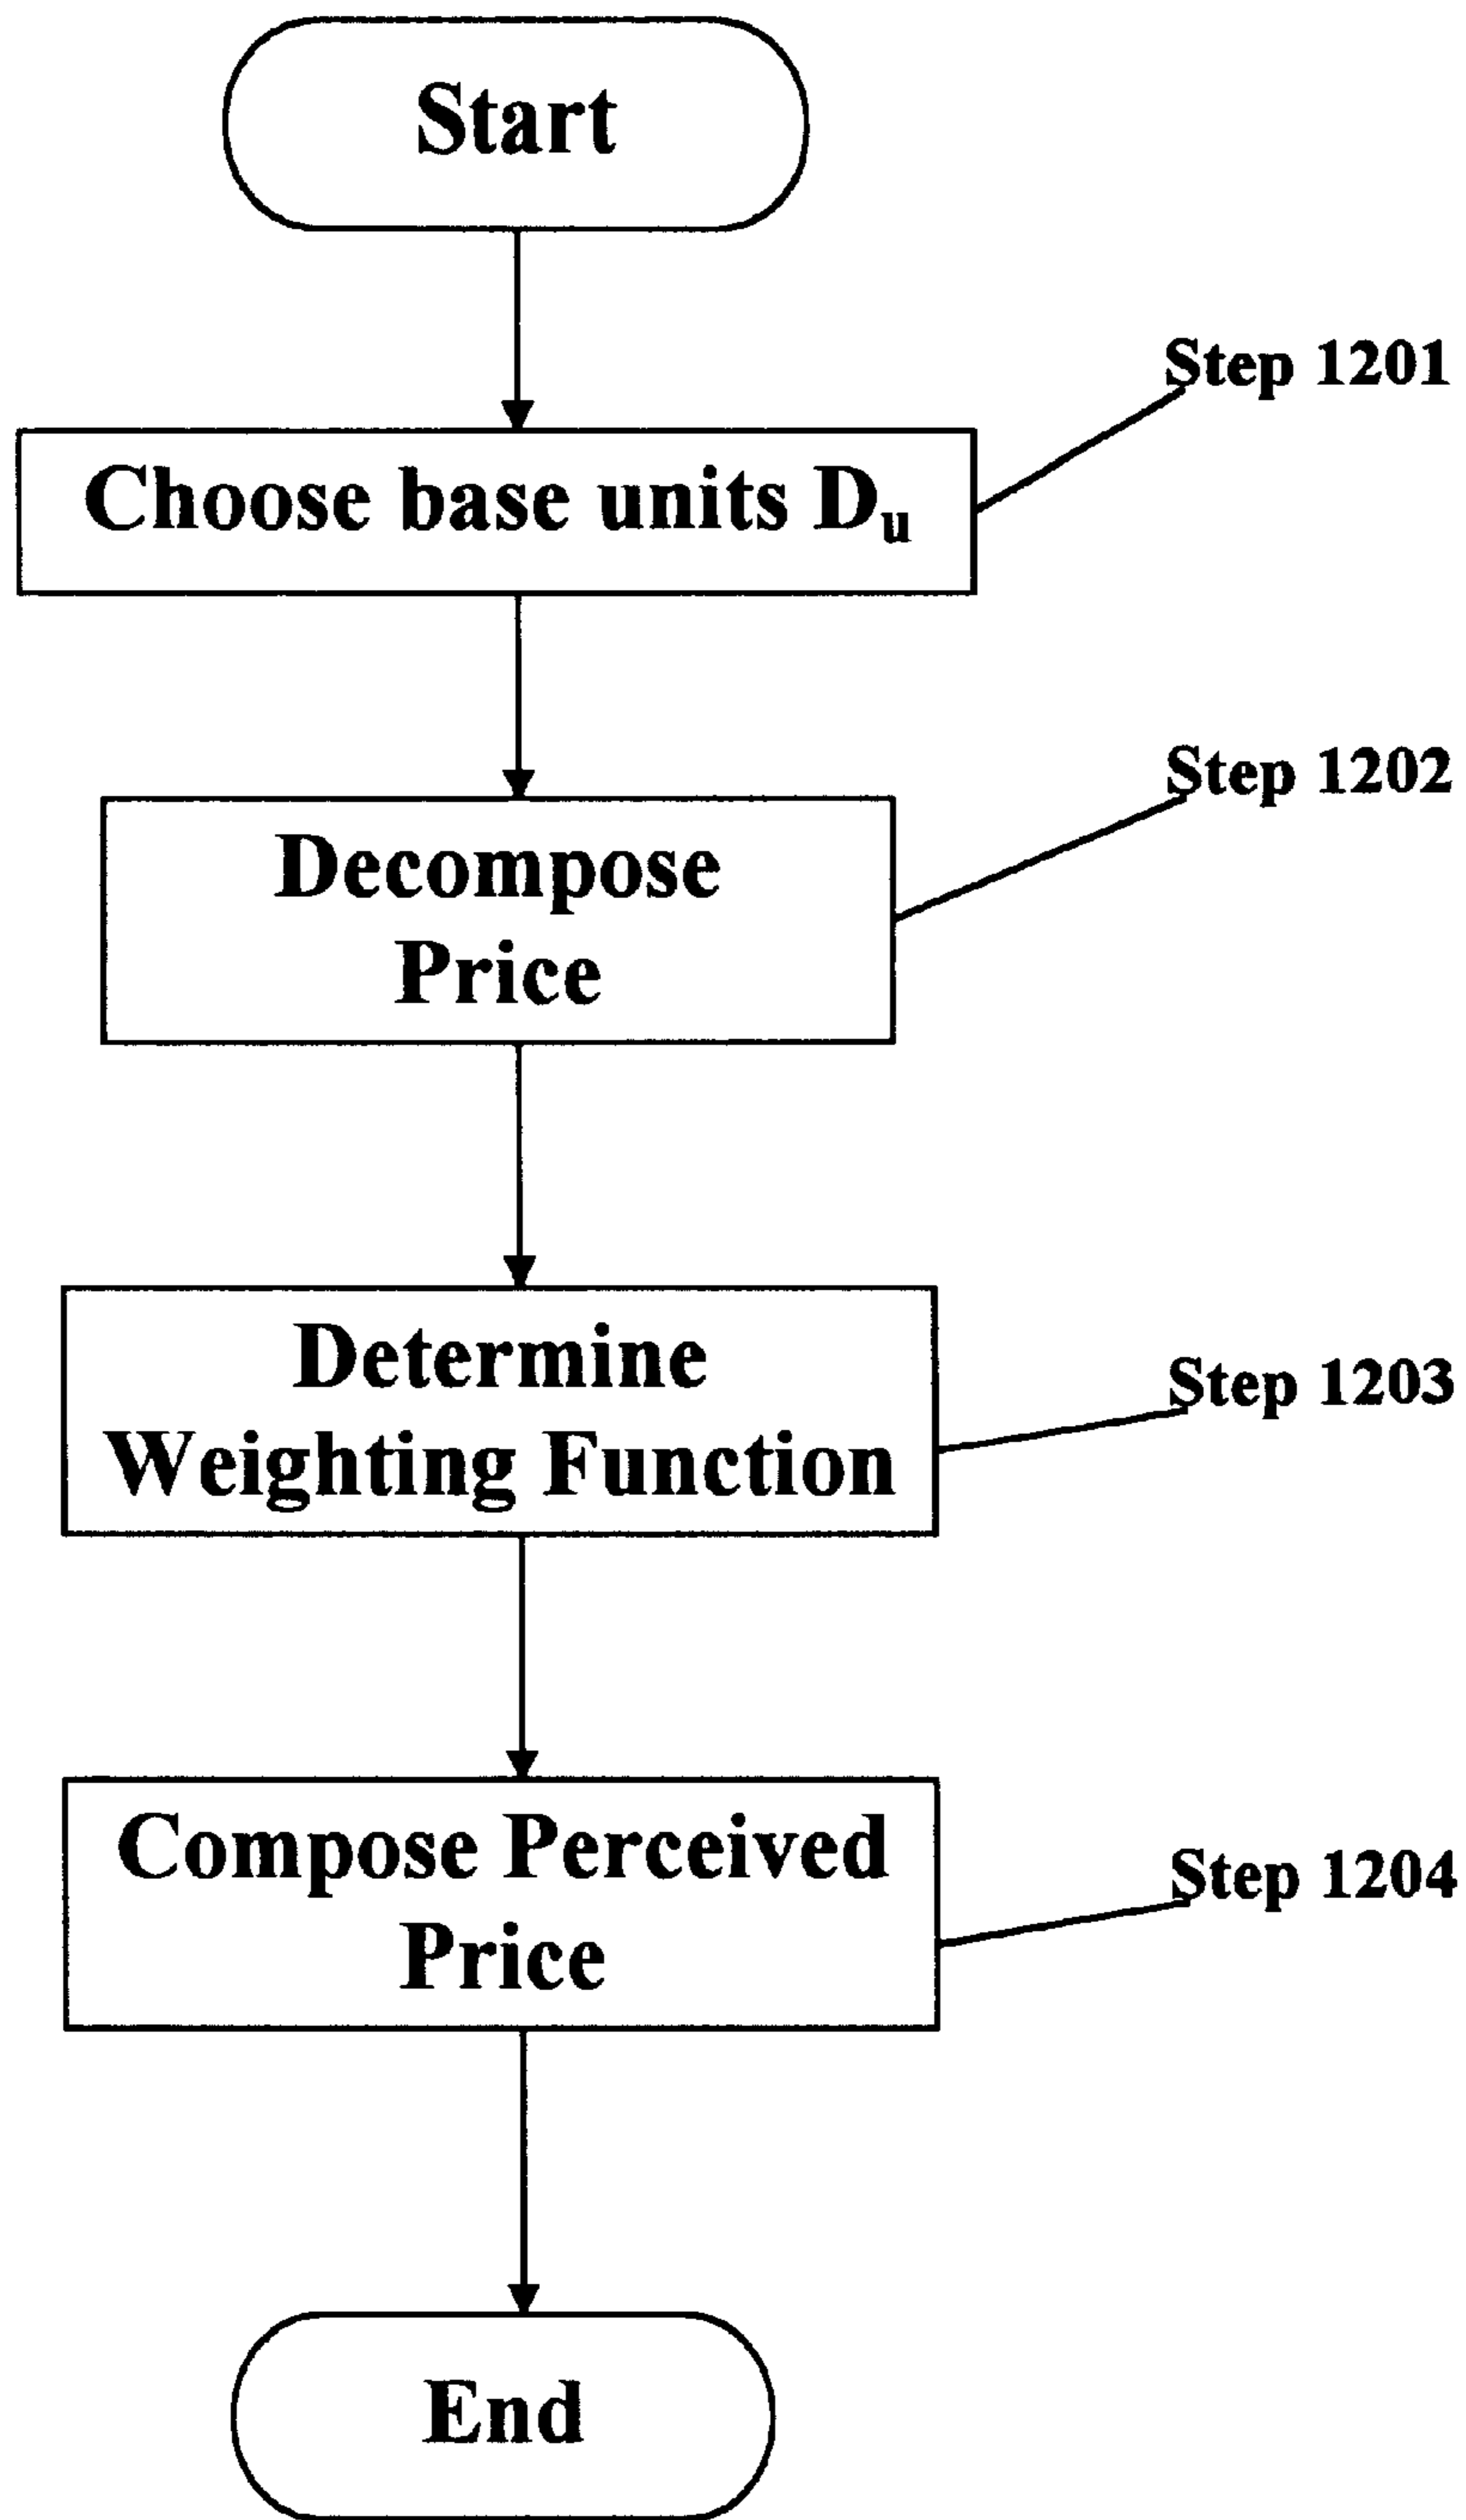 Start
Step 1201
Choose base units Du
Step 1202
Decompose
Price
Determine
Weighting Function
Step 1203
Compose Perceived
Price
Step 1204
End